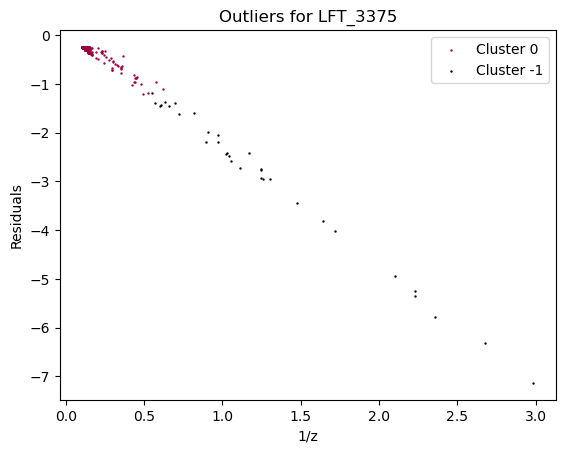 Outliers for LFT_3375
Cluster 0
Cluster -1
0
−1
−2
−3
−4
−5
−6
−7
Residuals
0.0 0.5 1.0 1.5 2.0 2.5 3.0
1/z